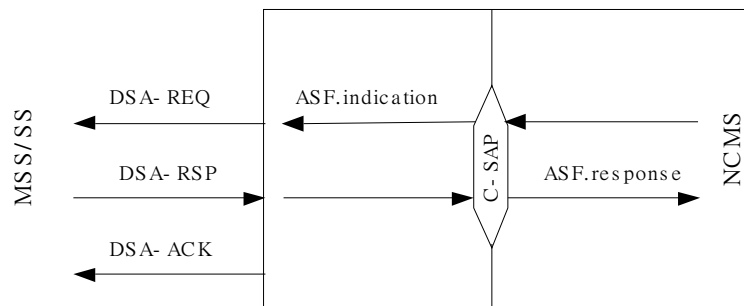 DSA- REQ
ASF.indication
MSS/SS
DSA- RSP
C- SAP
ASF.response
NCMS
DSA- ACK